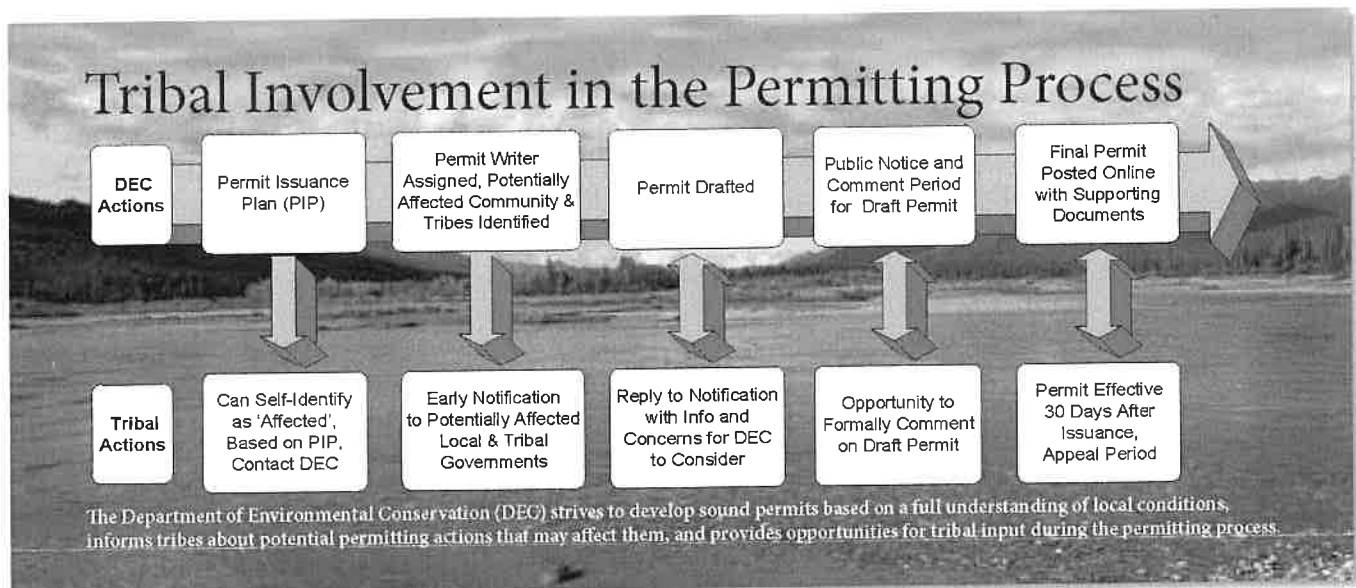 Tribal Involvement in the Permitting Process
DEC
Actions
Permit Issuance
Plan (PIP)
Permit Writer
Assigned, Potentially
Affected Community &
Tribes Identified
Permit Drafted
Public Notice and
Comment Period
for Draft Permit
Final Permit
Posted Online
with Supporting
Documents
Tribal
Actions
Can Self-Identify
as 'Affected',
Based on PIP,
Contact DEC
Early Notification
to Potentially Affected
Local & Tribal
Governments
Reply to Notification
with Info and
Concerns for DEC
to Consider
Opportunity to
Formally Comment
on Draft Permit
Permit Effective
30 Days After
Issuance,
Appeal Period
The Department of Environmental Conservation (DEC) strives to develop sound permits based on a full understanding of local conditions,
informs tribes about potential permitting actions that may affect them, and provides opportunities for tribal input during the permitting process.